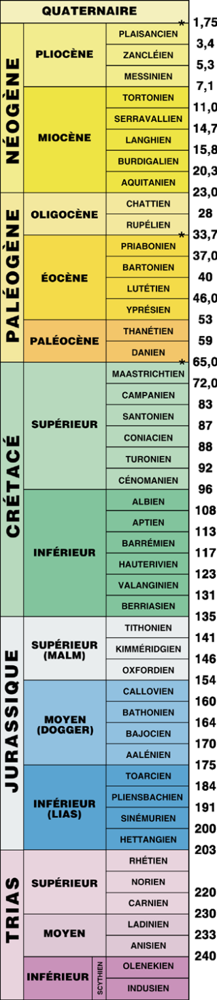 QUATERNAIRE
* 1,75
NÉOGÈNE
PLIOCÈNE
PLAISANCIEN
3,4
ZANCLÉIEN
5,3
MESSINIEN
7,1
MIOCÈNE
TORTONIEN
11,0
SERRAVALLIEN
14,7
LANGHIEN
15,8
BURDIGALIEN
20,3
AQUITANIEN
23,0
PALÉOGÈNE
OLIGOCÈNE
CHATTIEN
28
RUPÉLIEN
* 33,7
ÉOCÈNE
PRIABONIEN
37,0
BARTONIEN
40
LUTÉTIEN
46,0
YPRÉSIEN
53
PALÉOCÈNE
THANÉTIEN
59
DANIEN
* 65,0
CRÉTACÉ
SUPÉRIEUR
MAASTRICHTIEN
72,0
CAMPANIEN
83
SANTONIEN
87
CONIACIEN
88
TURONIEN
92
CÉNOMANIEN
96
INFÉRIEUR
ALBIEN
108
APTIEN
113
BARRÉMIEN
117
HAUTERIVIEN
123
VALANGINIEN
131
BERRIASIEN
135
JURASSIQUE
SUPÉRIEUR
(MALM)
TITHONIEN
141
KIMMÉRIDGIEN
146
OXFORDIEN
154
MOYEN
(DOGGER)
CALLOVIEN
160
BATHONIEN
164
BAJOCIEN
170
AALÉNIEN
175
INFÉRIEUR
(LIAS)
TOARCIEN
184
PLIENSBACHIEN
191
SINÉMURIEN
200
HETTANGIEN
203
TRIAS
SUPÉRIEUR
RHÉTIEN
NORIEN
220
CARNIEN
230
MOYEN
LADINIEN
233
ANISIEN
240
INFÉRIEUR
SCYTHIEN
OLENEKIEN
INDUSIEN